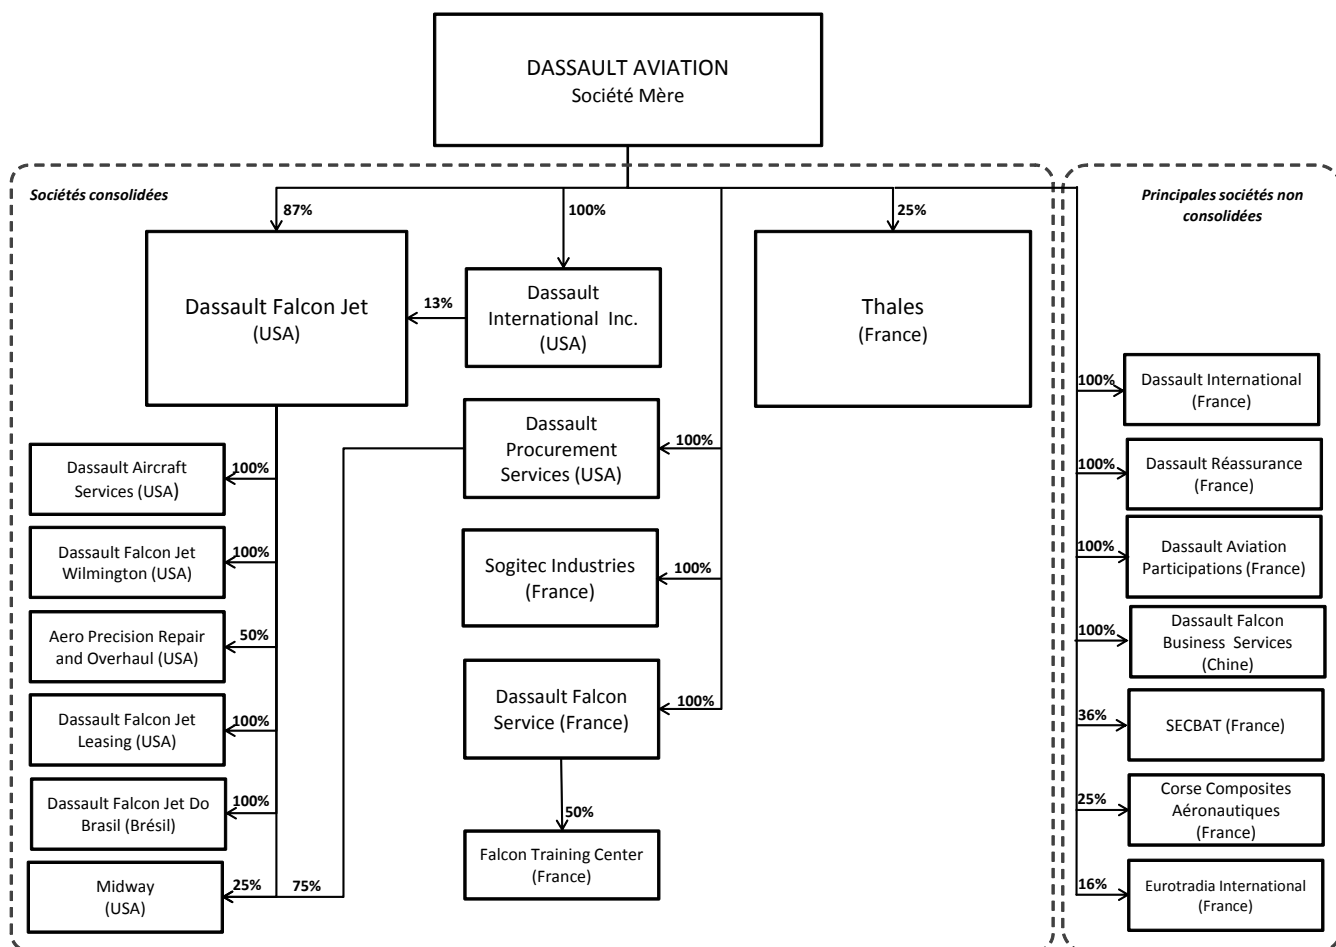 DASSAULT AVIATION
Société Mère
Sociétés consolidées
Principales sociétés non
consolidées
87%
100%
25%
Dassault Falcon Jet
(USA)
13%
Dassault
International Inc.
(USA)
Thales
(France)
100%
Dassault International
(France)
Dassault
Procurement
Services (USA)
100%
Dassault Aircraft
Services (USA)
100%
100%
Dassault Réassurance
(France)
Dassault Falcon Jet
Wilmington (USA)
100%
Sogitec Industries
(France)
100%
100%
Dassault Aviation
Participations (France)
Aero Precision Repair
and Overhaul (USA)
50%
100%
Dassault Falcon
Business Services
(Chine)
Dassault Falcon Jet
Leasing (USA)
100%
Dassault Falcon
Service (France)
100%
36%
SECBAT (France)
Dassault Falcon Jet Do
Brasil (Brésil)
100%
50%
25%
Corse Composites
Aéronautiques
(France)
Midway
(USA)
25%
75%
Falcon Training Center
(France)
16%
Eurotradia International
(France)